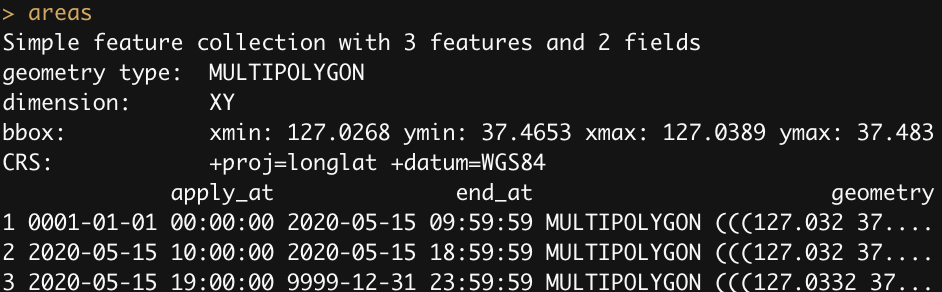 > areas
Simple feature collection with 3 features and 2 fields
geometry type:  MULTIPOLYGON
dimension:      XY
bbox:           xmin: 127.0268 ymin: 37.4653 xmax: 127.0389 ymax: 37.483
CRS:            +proj=longlat +datum=WGS84
             apply_at              end_at                       geometry
1 0001-01-01 00:00:00 2020-05-15 09:59:59 MULTIPOLYGON (((127.032 37....
2 2020-05-15 10:00:00 2020-05-15 18:59:59 MULTIPOLYGON (((127.032 37....
3 2020-05-15 19:00:00 9999-12-31 23:59:59 MULTIPOLYGON (((127.0332 37...